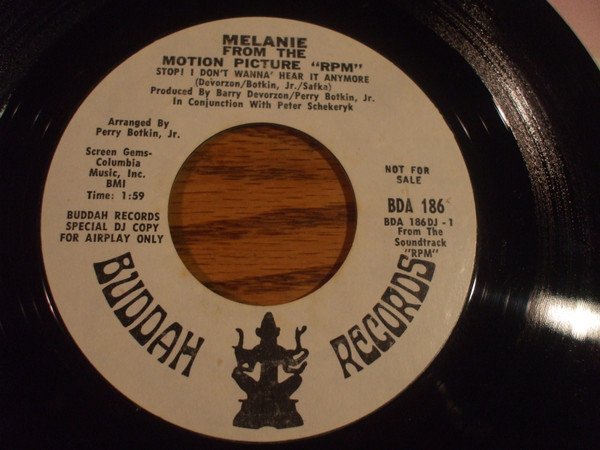 MELANIE
FROM THE
MOTION PICTURE "RPM"
STOP! I DON'T WANNA' HEAR IT ANYMORE
(Devorzon/Botkin, Jr./Safka)
Produced By Barry Devorzon/Perry Botkin, Jr.
In Conjunction With Peter Schekeryk
Arranged By
Perry Botkin, Jr.
Screen Gems-
Columbia
Music, Inc.
BMI
Time: 1:59
BUDDAH RECORDS
SPECIAL DJ COPY
FOR AIRPLAY ONLY
NOT FOR
SALE
BDA 186
BDA 186DJ - 1
From The
Soundtrack
"RPM"
BUDDAH RECORDS